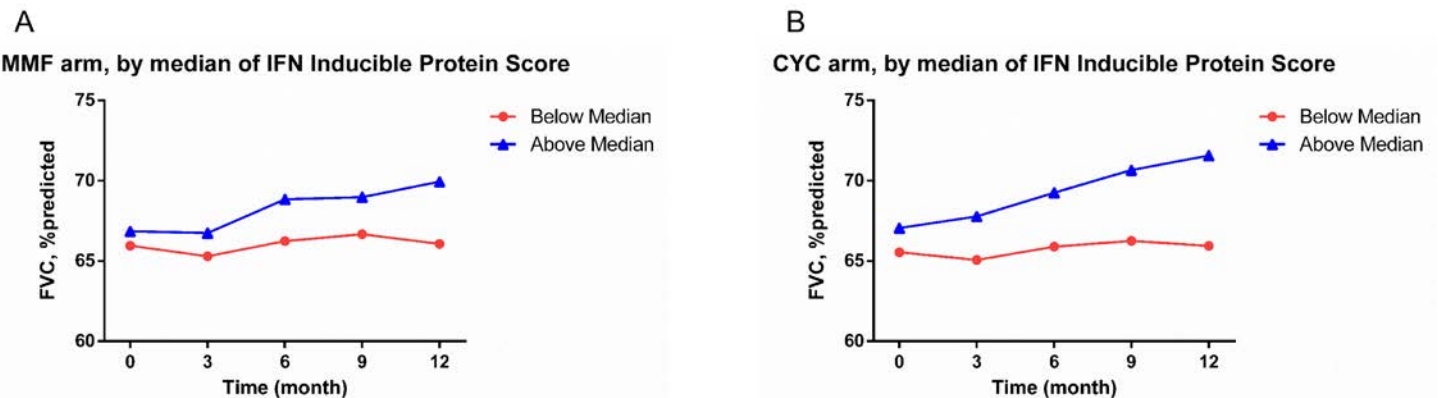 A
MMF arm, by median of IFN Inducible Protein Score
75
70
65
60
FVC, %predicted
0 3 6 9 12
Time (month)
Below Median
Above Median
B
CYC arm, by median of IFN Inducible Protein Score
75
70
65
60
FVC, %predicted
0 3 6 9 12
Time (month)
Below Median
Above Median